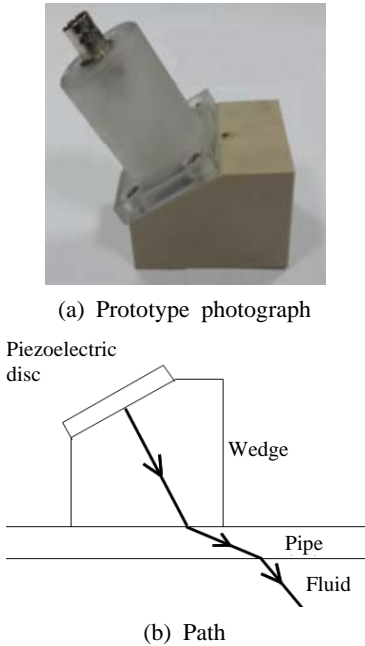 (a) Prototype photograph
Piezoelectric
disc
Wedge
Pipe
Fluid
(b) Path